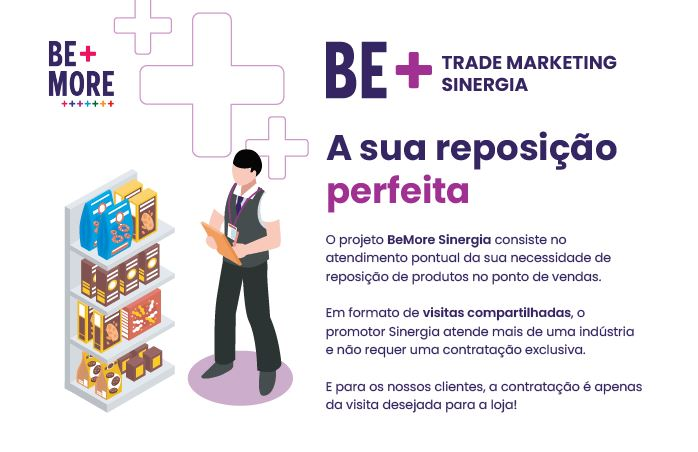 BE+
MORE
BE+
TRADE MARKETING
SINERGIA
A sua reposição
perfeita
O projeto BeMore Sinergia consiste no
atendimento pontual da sua necessidade de
reposição de produtos no ponto de vendas.
Em formato de visitas compartilhadas, o
promotor Sinergia atende mais de uma indústria
e não requer uma contratação exclusiva.
E para os nossos clientes, a contratação é apenas
da visita desejada para a loja!